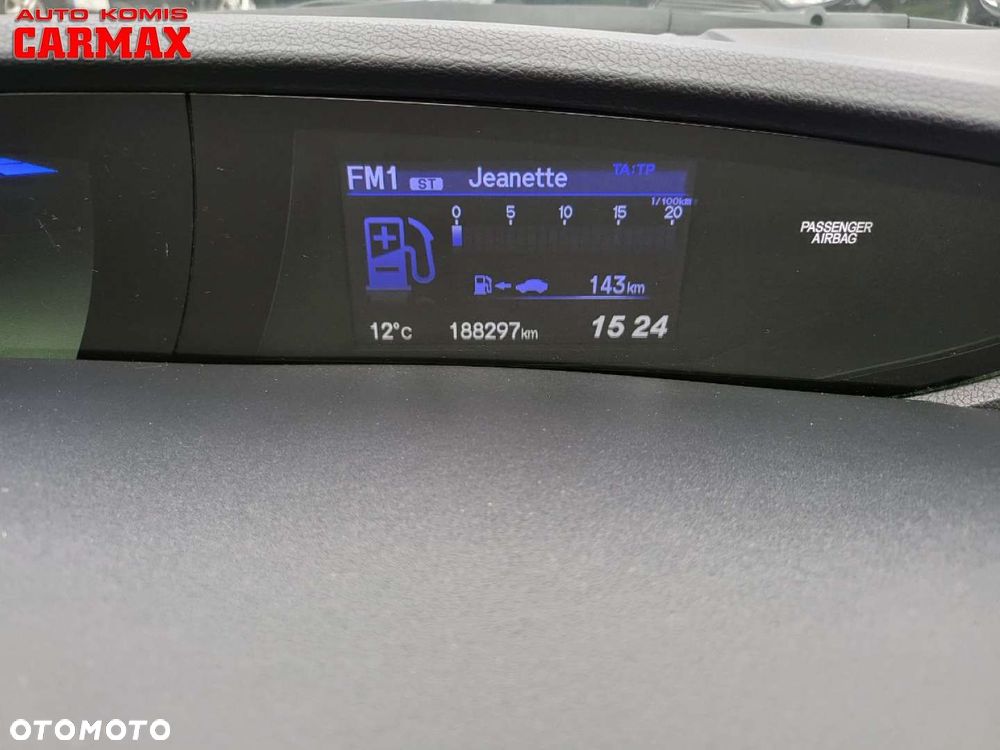 AUTO KOMIS
CARMAX
FM1 ST Jeanette TA:TP
l/100km
0 5 10 15 20
143km
12°C 188297km 15 24
PASSENGER
AIRBAG
OTOMOTO